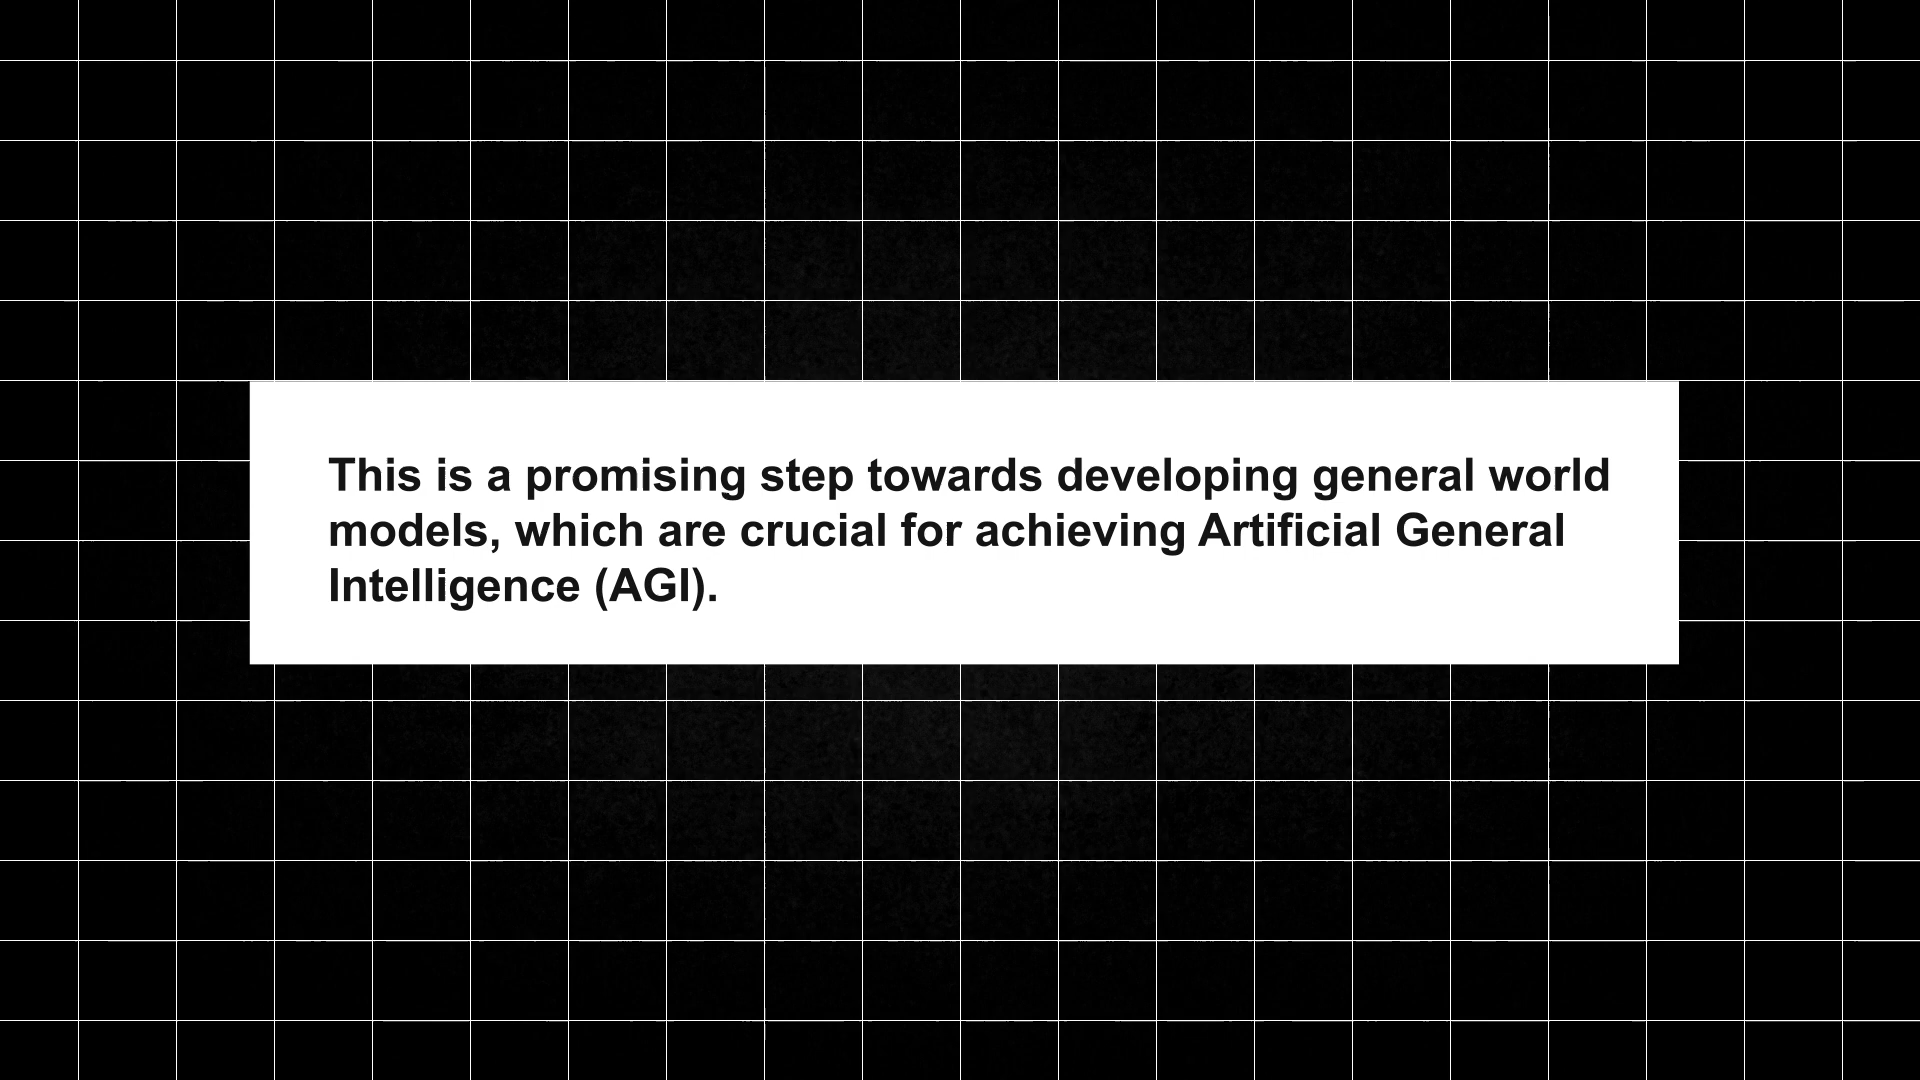 This is a promising step towards developing general world
models, which are crucial for achieving Artificial General
Intelligence (AGI).